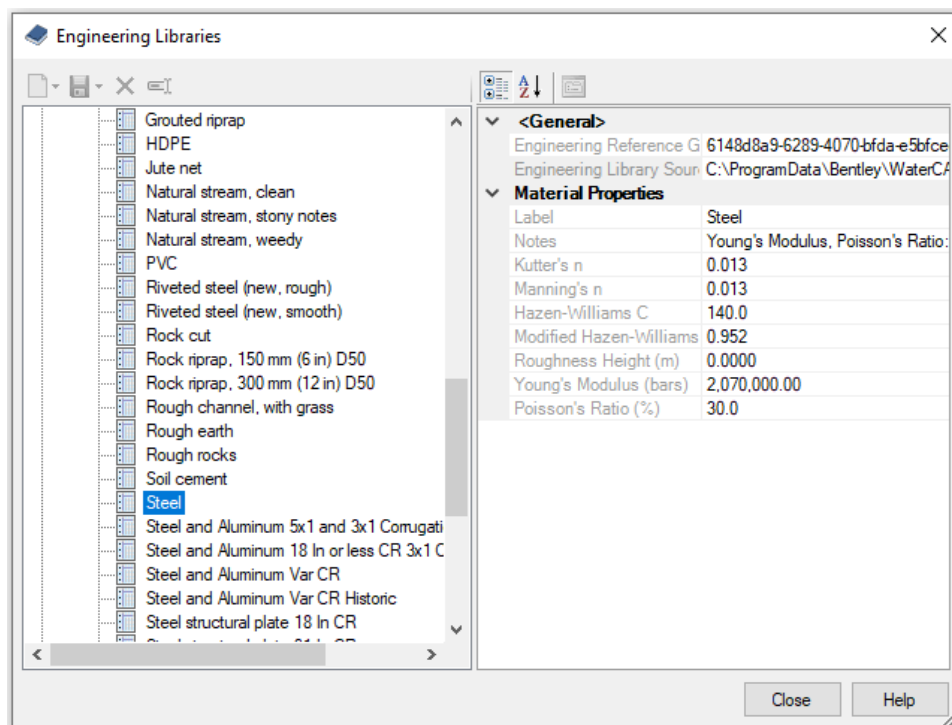 Engineering Libraries
Grouted riprap
HDPE
Jute net
Natural stream, clean
Natural stream, stony notes
Natural stream, weedy
PVC
Riveted steel (new, rough)
Riveted steel (new, smooth)
Rock cut
Rock riprap, 150 mm (6 in) D50
Rock riprap, 300 mm (12 in) D50
Rough channel, with grass
Rough earth
Rough rocks
Soil cement
Steel
Steel and Aluminum 5x1 and 3x1 Corrugati
Steel and Aluminum 18 In or less CR 3x1 C
Steel and Aluminum Var CR
Steel and Aluminum Var CR Historic
Steel structural plate 18 In CR
<General>
Engineering Reference G 6148d8a9-6289-4070-bfda-e5bfce
Engineering Library Sour C:\ProgramData\Bentley\WaterCA
Material Properties
Label Steel
Notes Young's Modulus, Poisson's Ratio:
Kutter's n 0.013
Manning's n 0.013
Hazen-Williams C 140.0
Modified Hazen-Williams 0.952
Roughness Height (m) 0.0000
Young's Modulus (bars) 2,070,000.00
Poisson's Ratio (%) 30.0
Close Help